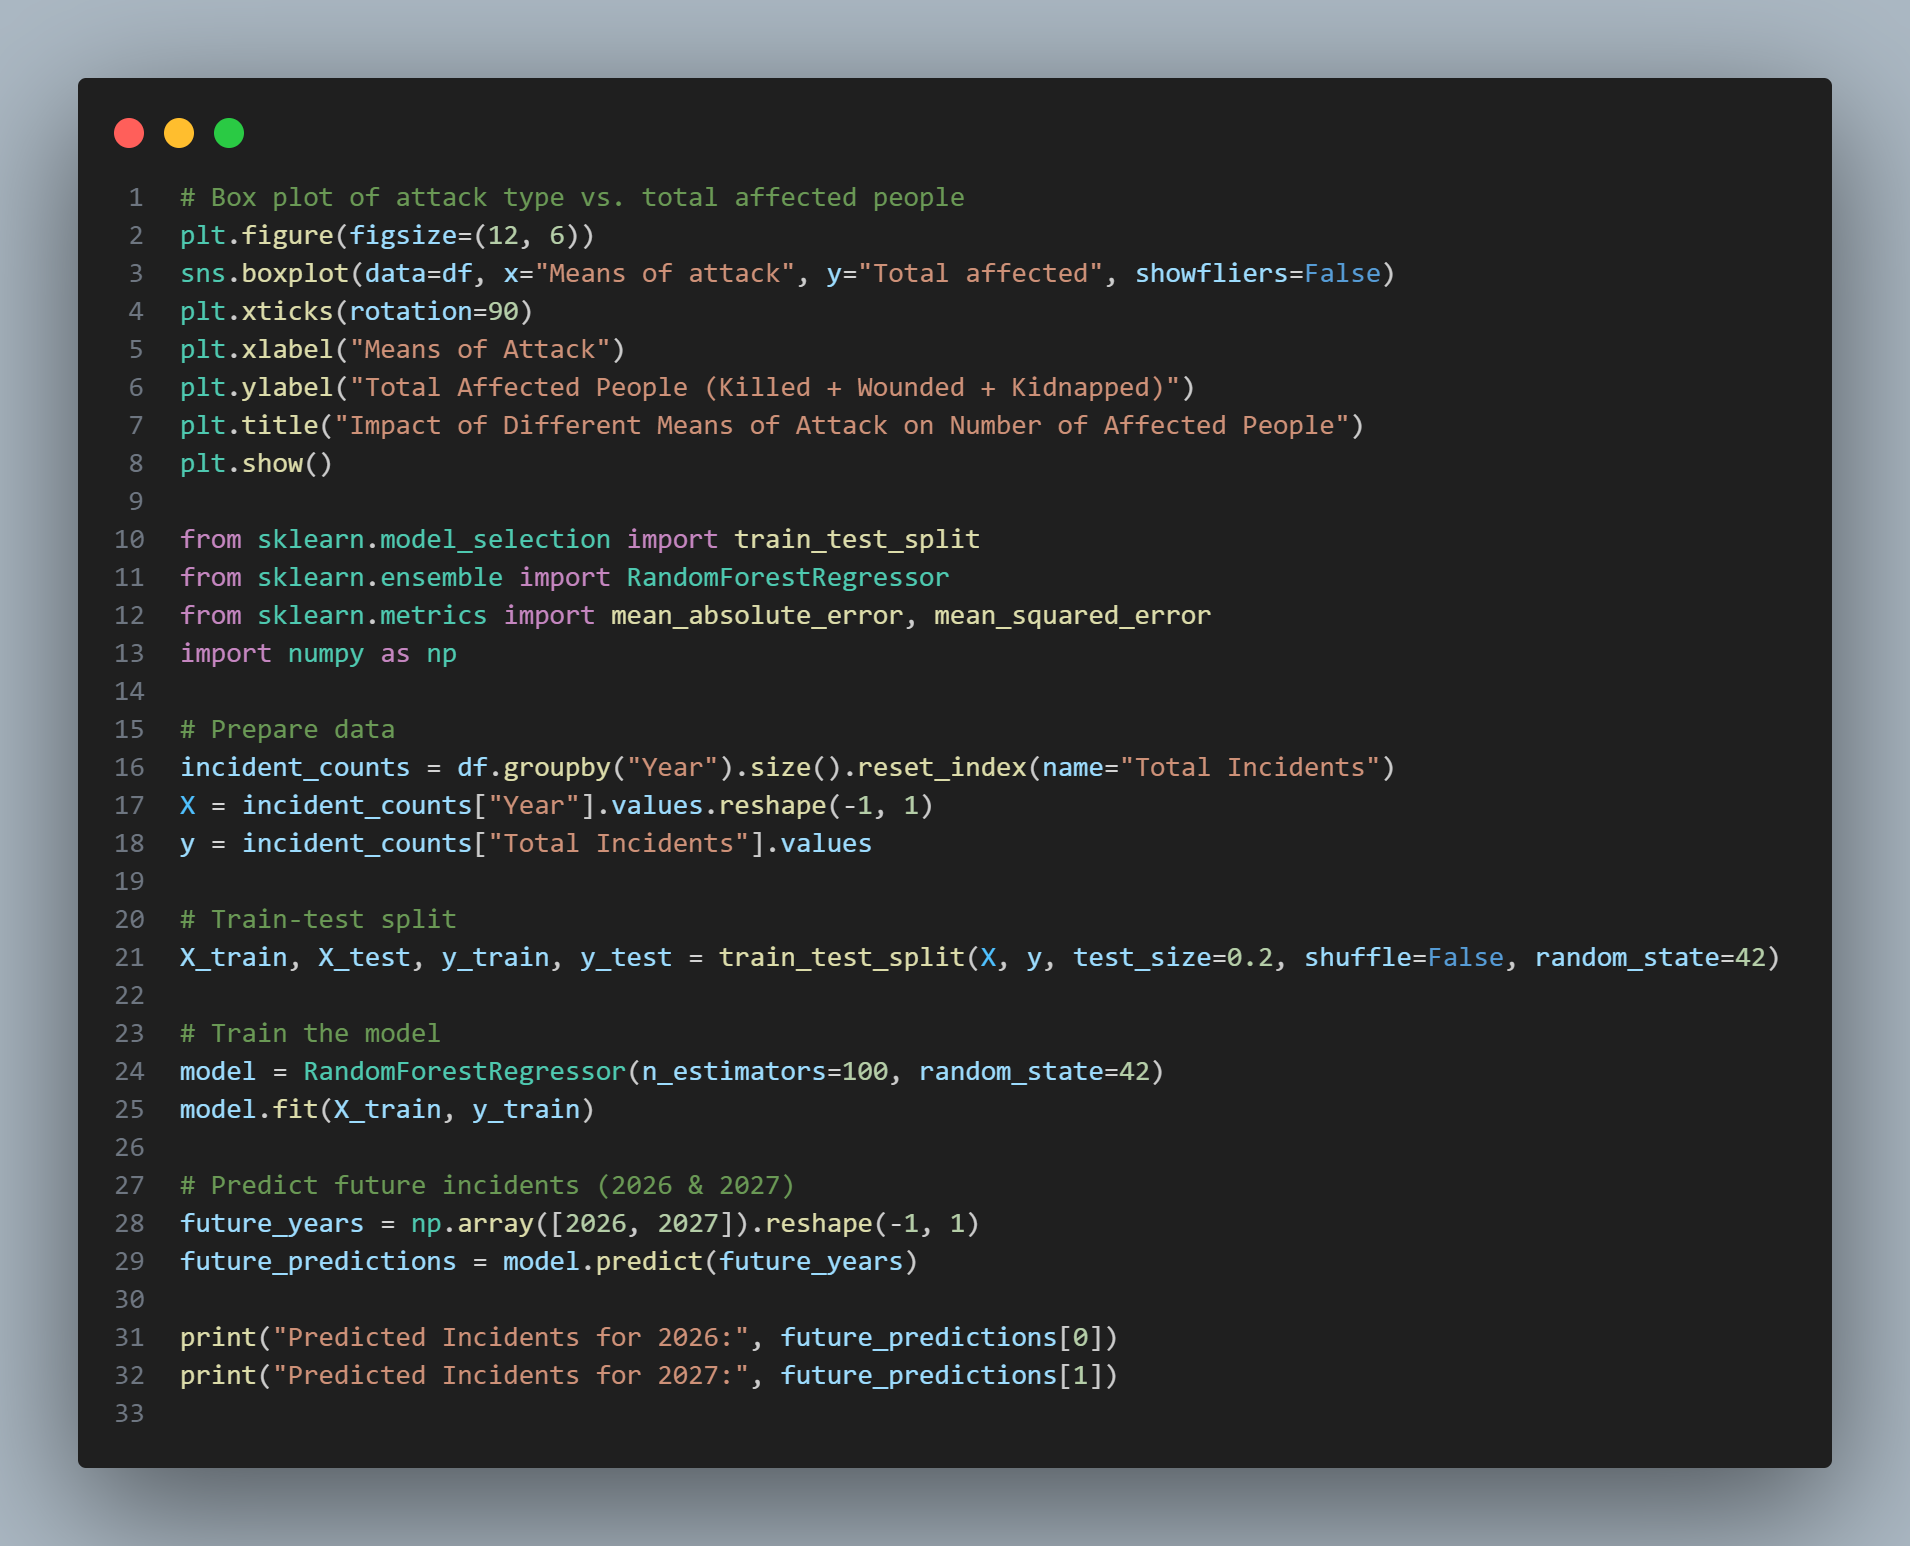 1 # Box plot of attack type vs. total affected people
2 plt.figure(figsize=(12, 6))
3 sns.boxplot(data=df, x="Means of attack", y="Total affected", showfliers=False)
4 plt.xticks(rotation=90)
5 plt.xlabel("Means of Attack")
6 plt.ylabel("Total Affected People (Killed + Wounded + Kidnapped)")
7 plt.title("Impact of Different Means of Attack on Number of Affected People")
8 plt.show()
9
10 from sklearn.model_selection import train_test_split
11 from sklearn.ensemble import RandomForestRegressor
12 from sklearn.metrics import mean_absolute_error, mean_squared_error
13 import numpy as np
14
15 # Prepare data
16 incident_counts = df.groupby("Year").size().reset_index(name="Total Incidents")
17 X = incident_counts["Year"].values.reshape(-1, 1)
18 y = incident_counts["Total Incidents"].values
19
20 # Train-test split
21 X_train, X_test, y_train, y_test = train_test_split(X, y, test_size=0.2, shuffle=False, random_state=42)
22
23 # Train the model
24 model = RandomForestRegressor(n_estimators=100, random_state=42)
25 model.fit(X_train, y_train)
26
27 # Predict future incidents (2026 & 2027)
28 future_years = np.array([2026, 2027]).reshape(-1, 1)
29 future_predictions = model.predict(future_years)
30
31 print("Predicted Incidents for 2026:", future_predictions[0])
32 print("Predicted Incidents for 2027:", future_predictions[1])
33